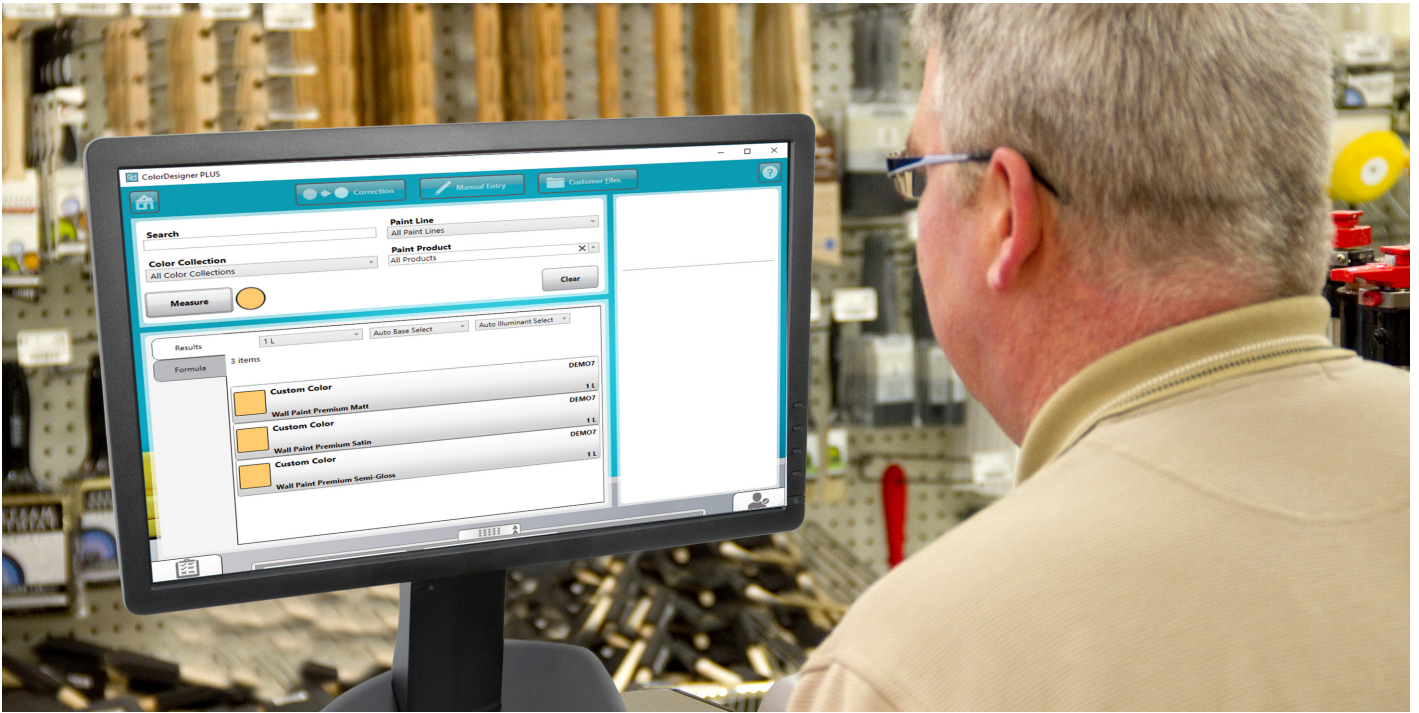 ColorDesigner PLUS
Correction
Manual Entry
Customer Files
?
Search
Paint Line
All Paint Lines
Color Collection
All Color Collections
Paint Product
All Products
Measure
Clear
Results
Formula
1 L
Auto Base Select
Auto Illuminant Select
3 items
Custom Color
DEMO7
Wall Paint Premium Matt
1 L
Custom Color
DEMO7
Wall Paint Premium Satin
1 L
Custom Color
DEMO7
Wall Paint Premium Semi-Gloss
1 L